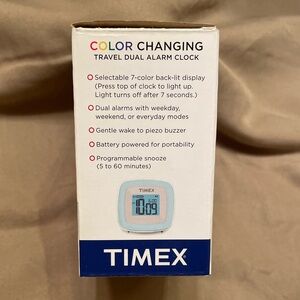 COLOR CHANGING
TRAVEL DUAL ALARM CLOCK
Selectable 7-color back-lit display
(Press top of clock to light up.
Light turns off after 7 seconds.)
Dual alarms with weekday,
weekend, or everyday modes
Gentle wake to piezo buzzer
Battery powered for portability
Programmable snooze
(5 to 60 minutes)
TIMEX
10:09
TIMEX